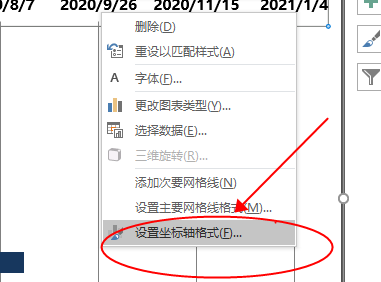 0/8/7 2020/9/26 2020/11/15 2021/1/4
删除(D)
重设以匹配样式(A)
A 字体(F)...
更改图表类型(Y)...
选择数据(E)...
三维旋转(R)...
添加次要网格线(N)
设置主要网格线格式(M)...
设置坐标轴格式(F)...